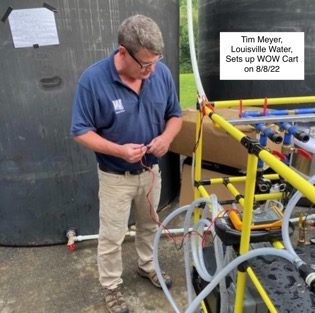 Tim Meyer,
Louisville Water,
Sets up WOW Cart
on 8/8/22